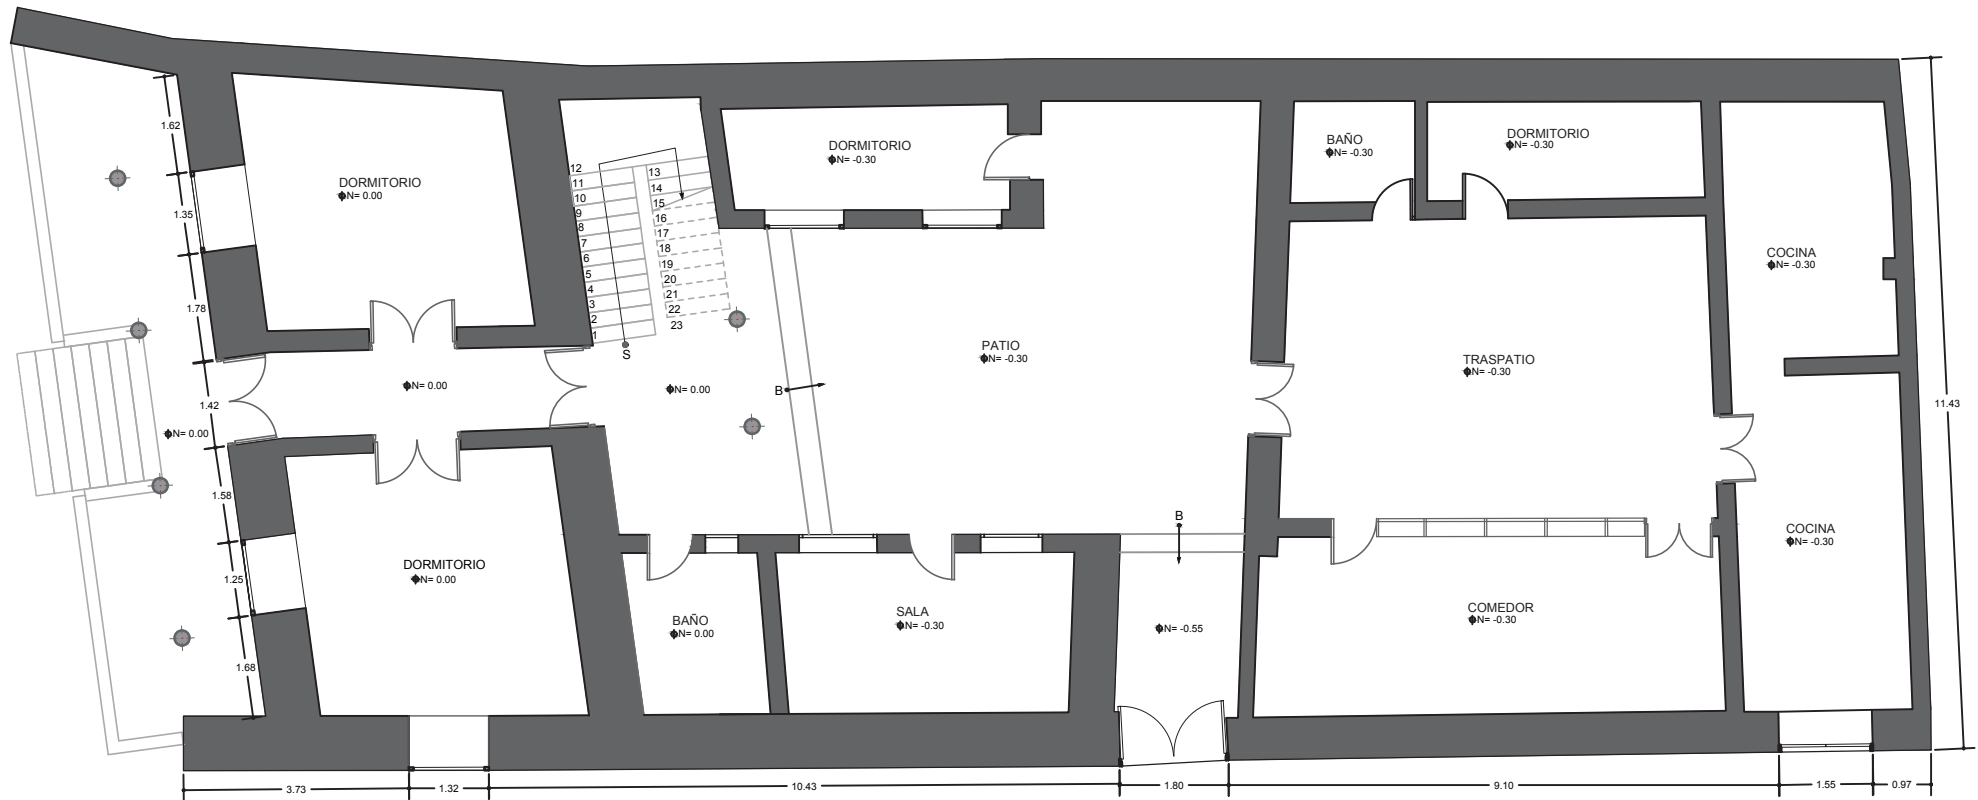 DORMITORIO
N= 0.00
DORMITORIO
N= -0.30
BAÑO
N= -0.30
DORMITORIO
N= -0.30
COCINA
N= -0.30
1.62
1.35
1.78
1.42
1.58
1.25
1.68
12
11
10
9
8
7
6
5
4
3
2
1
13
14
15
16
17
18
19
20
21
22
23
S
N= 0.00
N= 0.00
N= 0.00
B
PATIO
N= -0.30
TRASPATIO
N= -0.30
11.43
B
COCINA
N= -0.30
DORMITORIO
N= 0.00
BAÑO
N= 0.00
SALA
N= -0.30
N= -0.55
COMEDOR
N= -0.30
3.73
1.32
10.43
1.80
9.10
1.55
0.97